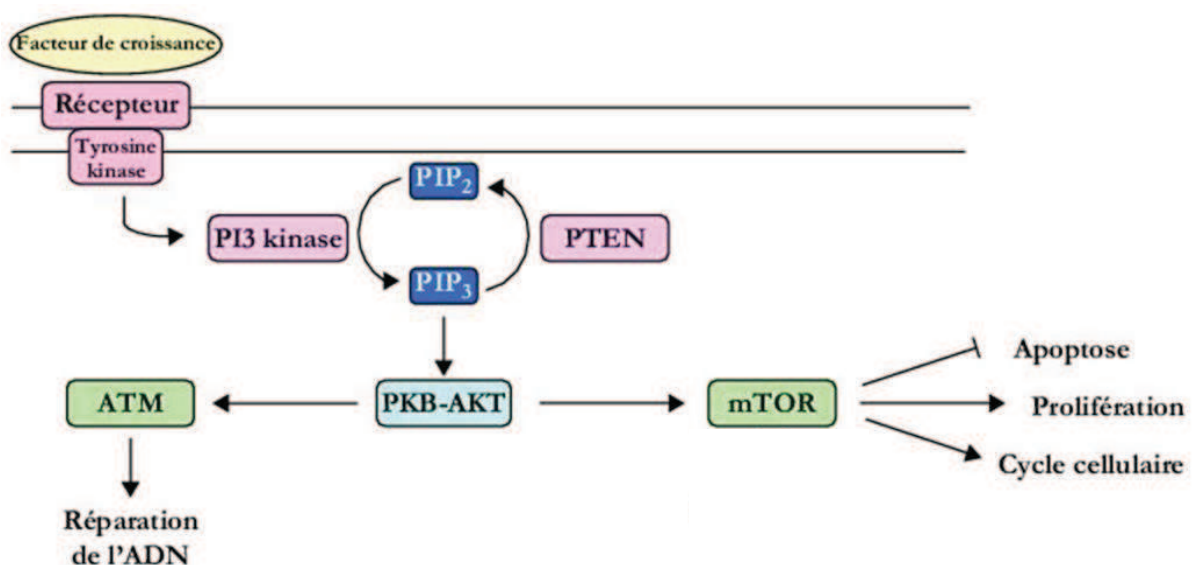 Facteur de croissance
Récepteur
Tyrosine
kinase
PIP2
PI3 kinase
PTEN
PIP3
Apoptose
ATM
PKB-AKT
mTOR
Prolifération
Cycle cellulaire
Réparation
de l'ADN